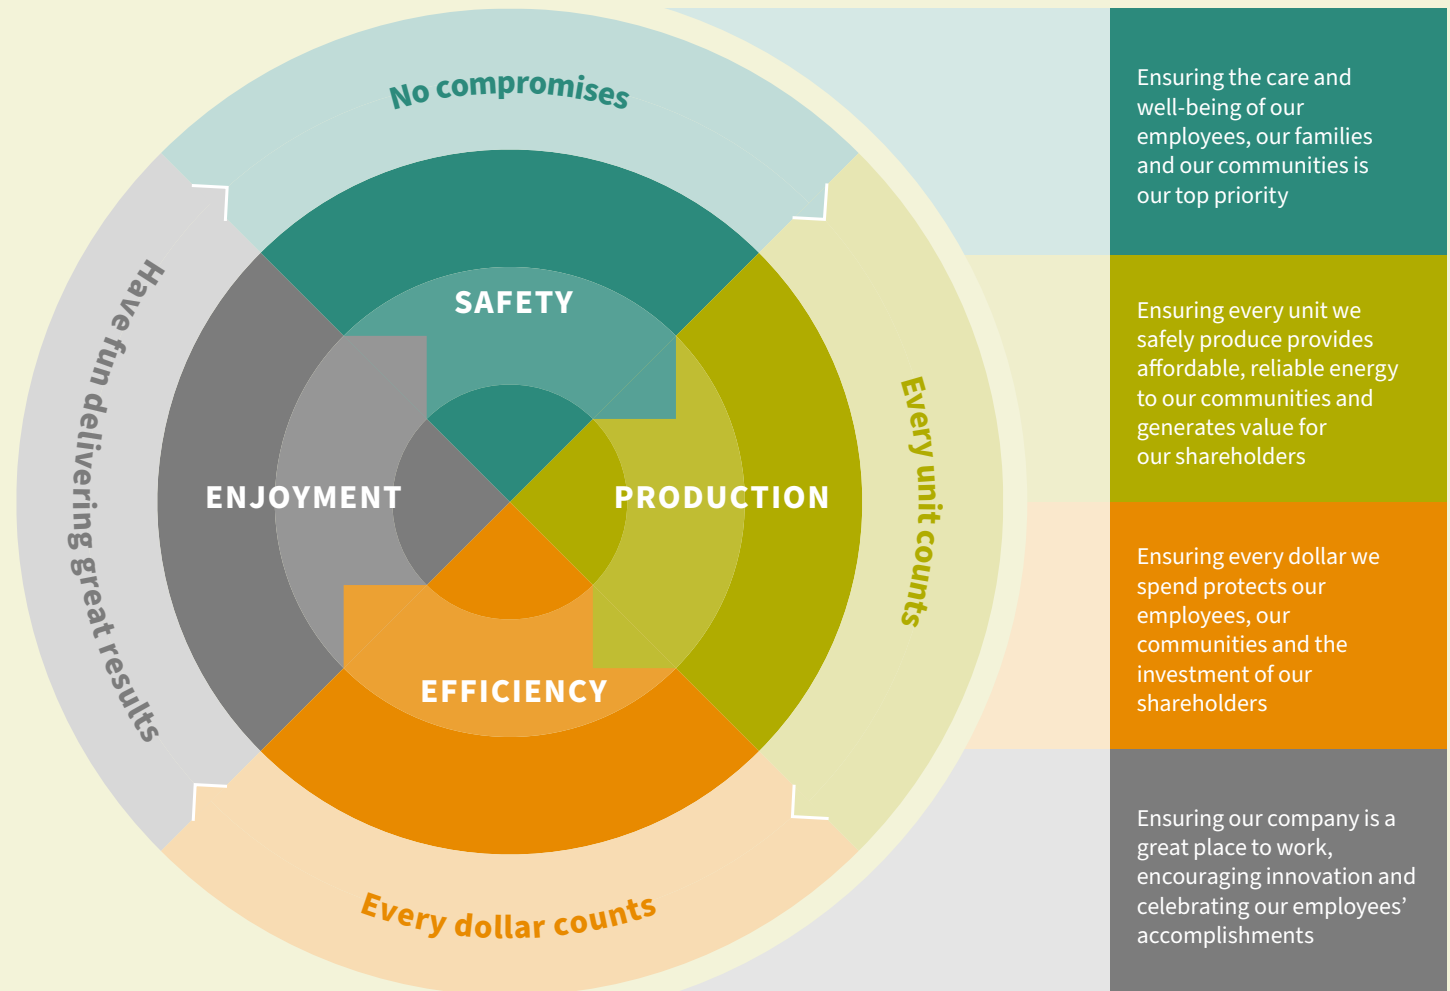 No compromises
SAFETY
ENJOYMENT
PRODUCTION
EFFICIENCY
Have fun delivering great results
Every unit counts
Every dollar counts
Ensuring the care and
well-being of our
employees, our families
and our communities is
our top priority
Ensuring every unit we
safely produce provides
affordable, reliable energy
to our communities and
generates value for
our shareholders
Ensuring every dollar we
spend protects our
employees, our
communities and the
investment of our
shareholders
Ensuring our company is a
great place to work,
encouraging innovation and
celebrating our employees’
accomplishments